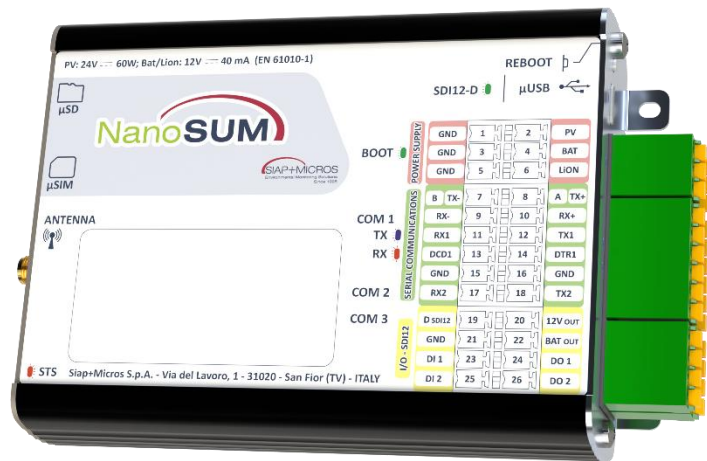 PV: 24V ⎓ 60W; Bat/Lion: 12V ⎓ 40 mA (EN 61010-1)
REBOOT
SDI12-D
µUSB
µSD
NanoSUM
µSIM
SIAP+MICROS
BOOT
POWER SUPPLY
GND 1 2 PV
GND 3 4 BAT
GND 5 6 LiON
ANTENNA
SERIAL COMMUNICATIONS
B TX- 7 8 A TX+
COM 1 RX- 9 10 RX+
TX RX1 11 12 TX1
RX DCD1 13 14 DTR1
GND 15 16 GND
COM 2 RX2 17 18 TX2
COM 3
I/O - SDI12
D SDI12 19 20 12V OUT
GND 21 22 BAT OUT
DI 1 23 24 DO 1
DI 2 25 26 DO 2
STS Siap+Micros S.p.A. - Via del Lavoro, 1 - 31020 - San Fior (TV) - ITALY